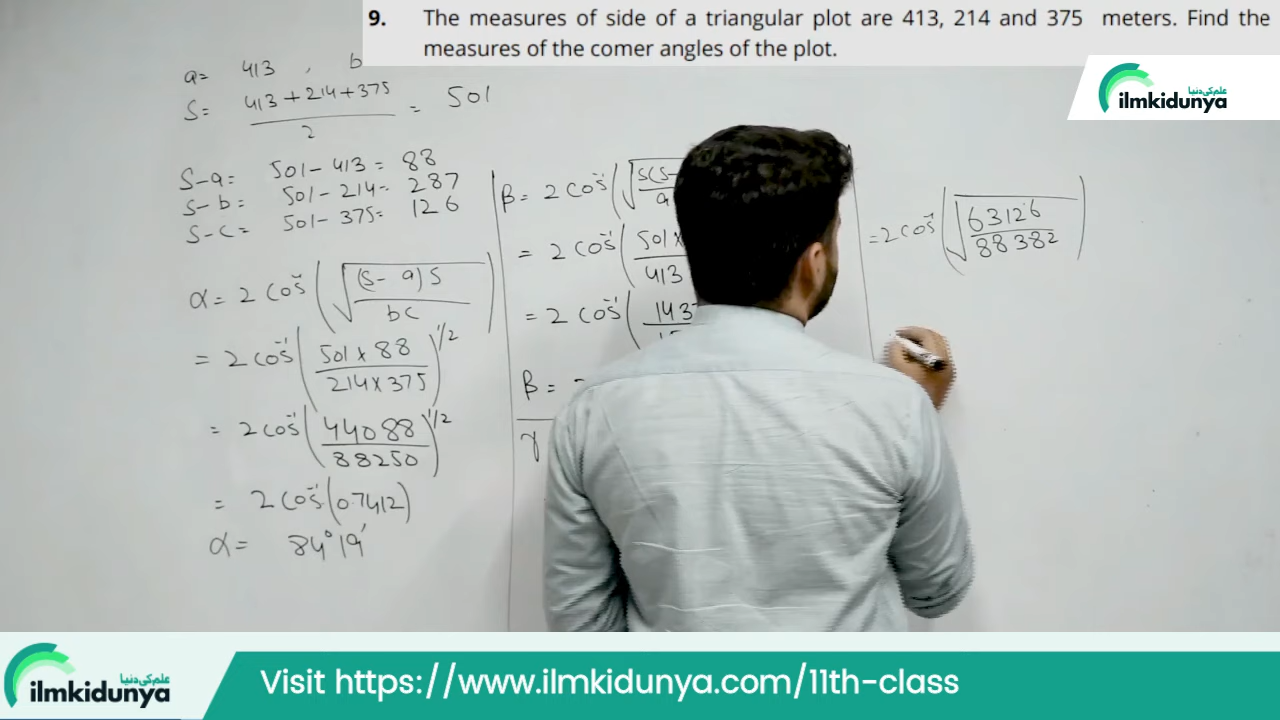 9. The measures of side of a triangular plot are 413, 214 and 375 meters. Find the
measures of the comer angles of the plot.
علم کی دنیا
ilmkidunya
a= 413 , b
S= 413+214+375 / 2 = 501
S-a= 501-413= 88
S-b= 501-214= 287
S-c= 501-375= 126
α= 2 cos⁻¹(√((S-a)S / bc))
= 2 cos⁻¹(501 x 88 / 214 x 375)^1/2
= 2 cos⁻¹(44088 / 88250)^1/2
= 2 cos⁻¹(0.7412)
α= 84°19'
β= 2 cos⁻¹(√(S(S- / a
= 2 cos⁻¹(501 x / 413
= 2 cos⁻¹(143
β=
γ
=2 cos⁻¹(√(63126 / 88382))
علم کی دنیا
ilmkidunya
Visit https://www.ilmkidunya.com/11th-class